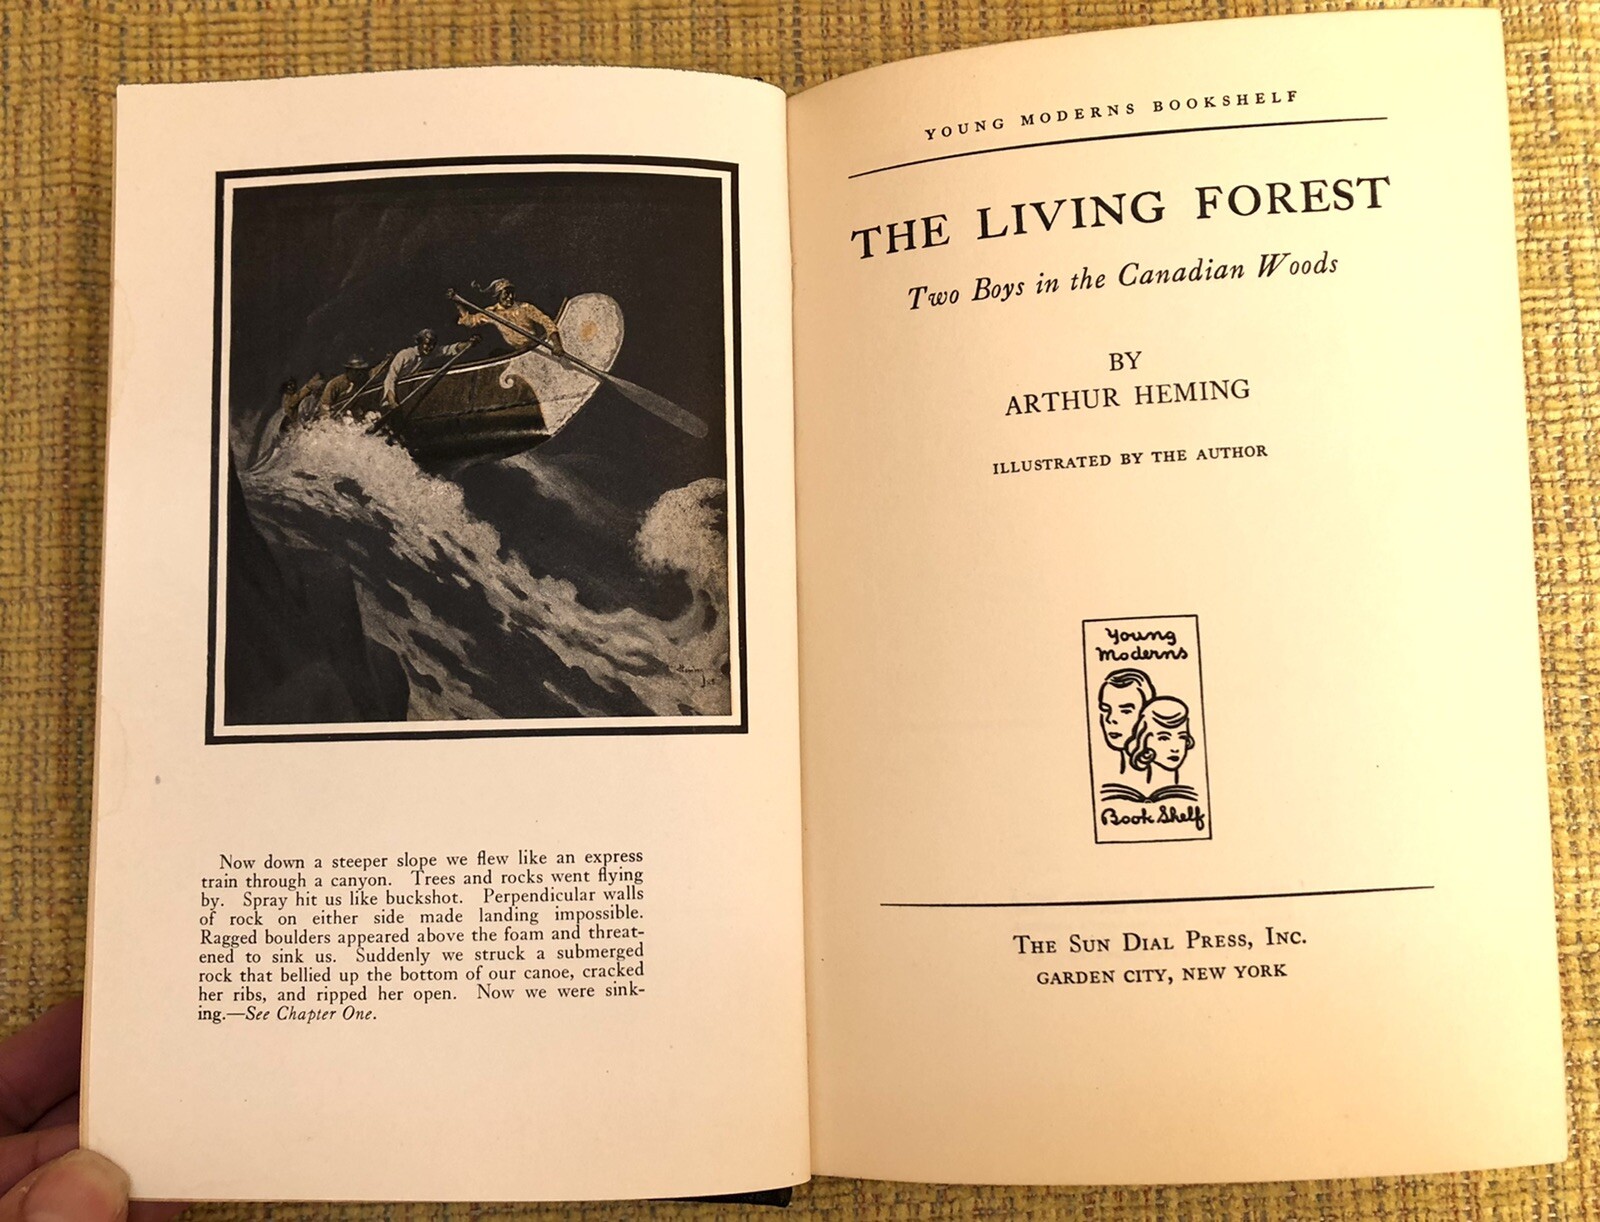 Now down a steeper slope we flew like an express
train through a canyon. Trees and rocks went flying
by. Spray hit us like buckshot. Perpendicular walls
of rock on either side made landing impossible.
Ragged boulders appeared above the foam and threat-
ened to sink us. Suddenly we struck a submerged
rock that bellied up the bottom of our canoe, cracked
her ribs, and ripped her open. Now we were sink-
ing.—See Chapter One.
YOUNG MODERNS BOOKSHELF
THE LIVING FOREST
Two Boys in the Canadian Woods
BY
ARTHUR HEMING
ILLUSTRATED BY THE AUTHOR
Young
Moderns
Book Shelf
THE SUN DIAL PRESS, INC.
GARDEN CITY, NEW YORK